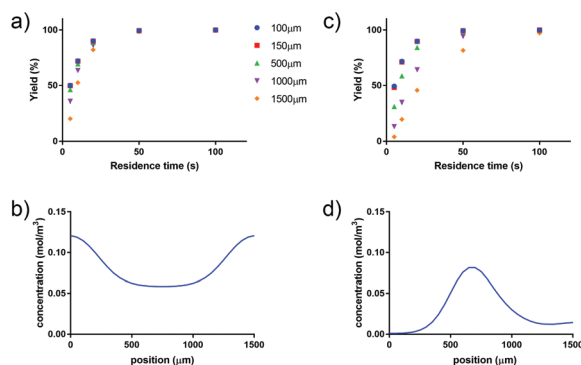 a)
100
50
0
Yield (%)
0
50
100
Residence time (s)
100μm
150μm
500μm
1000μm
1500μm
c)
100
50
0
Yield (%)
0
50
100
Residence time (s)
b)
0.15
0.10
0.05
0.00
concentration (mol/m³)
0
500
1000
1500
position (μm)
d)
0.15
0.10
0.05
0.00
concentration (mol/m³)
0
500
1000
1500
position (μm)